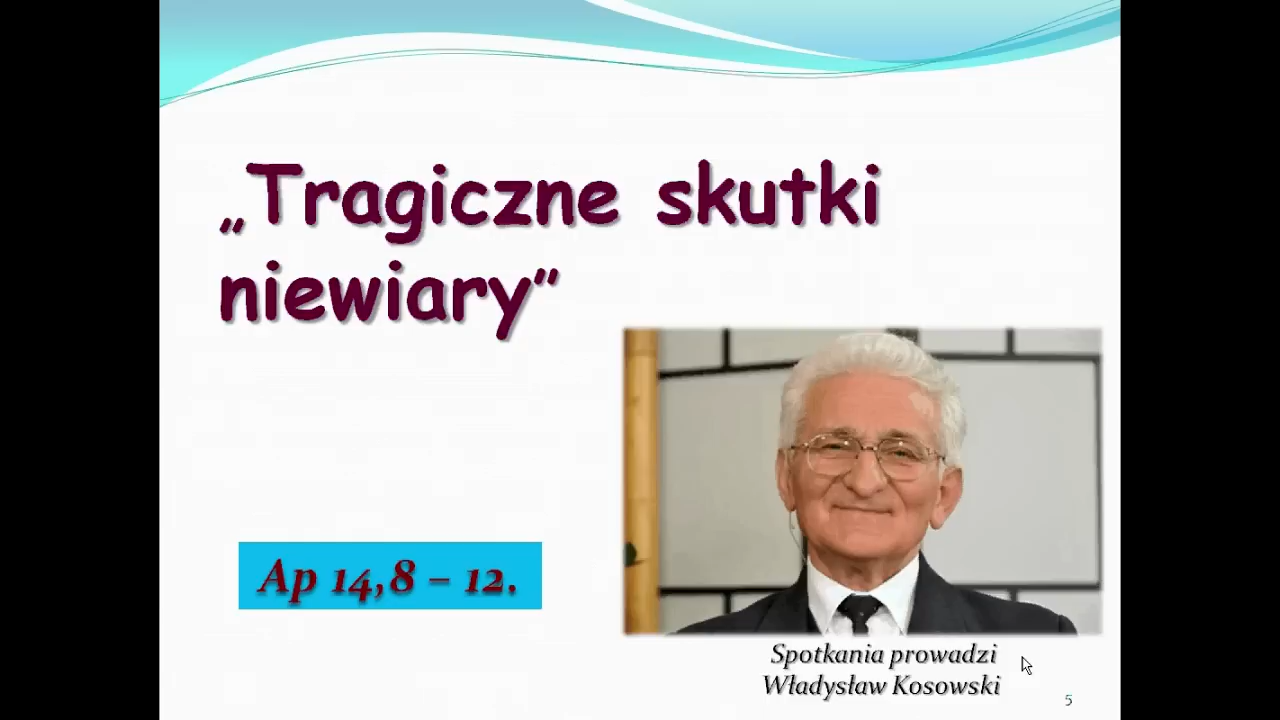 „Tragiczne skutki
niewiary”
Ap 14,8 – 12.
Spotkania prowadzi
Władysław Kosowski
5